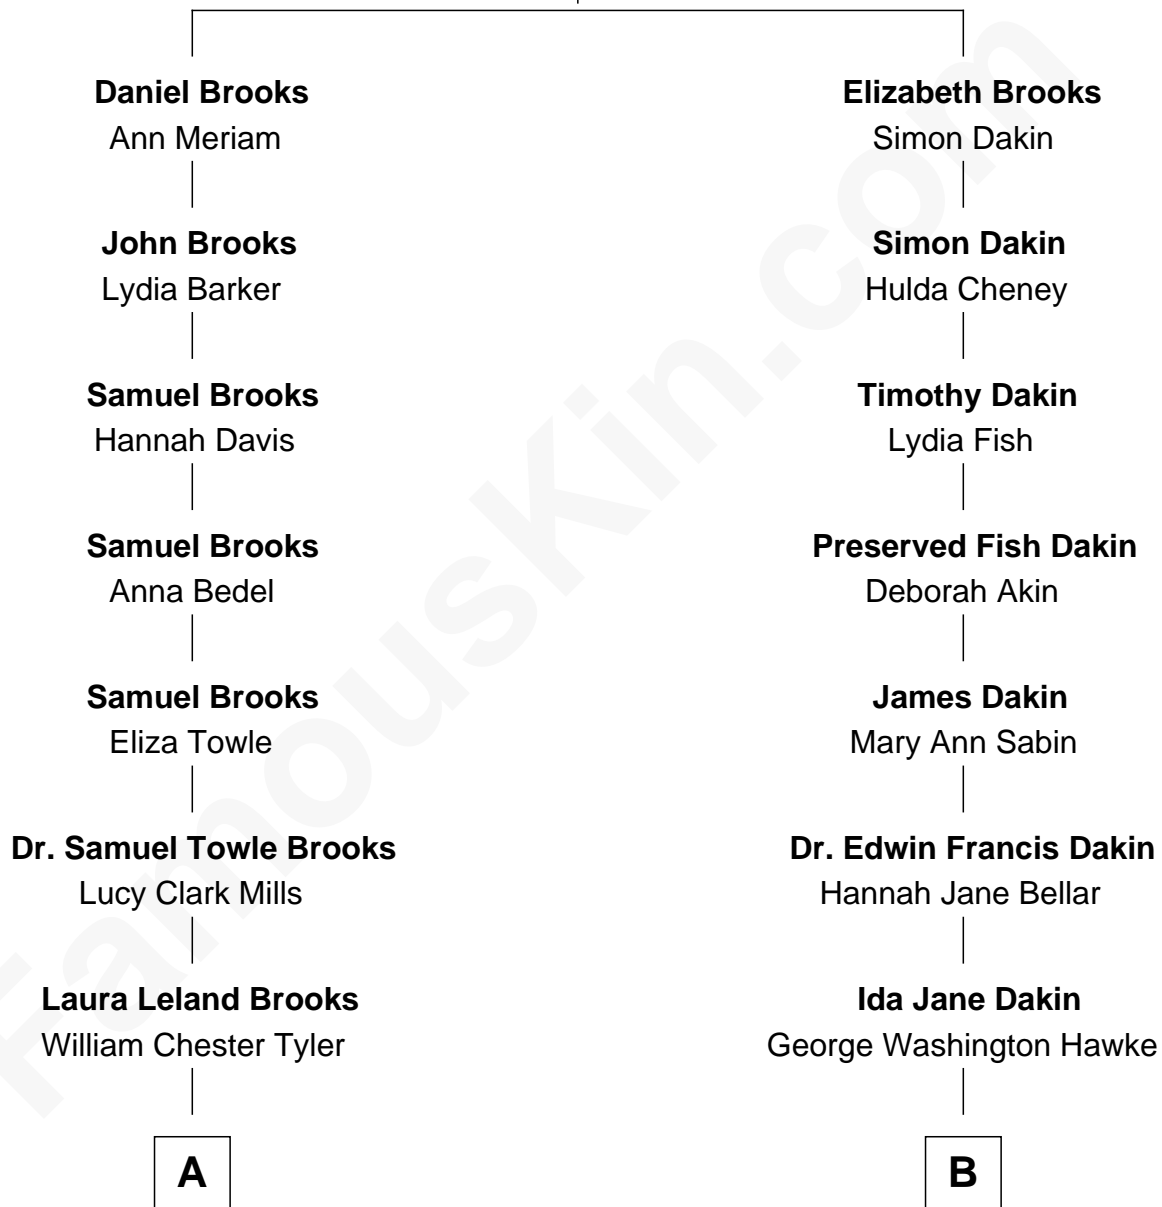 Daniel Brooks
Ann Meriam
John Brooks
Lydia Barker
Samuel Brooks
Hannah Davis
Samuel Brooks
Anna Bedel
Samuel Brooks
Eliza Towle
Dr. Samuel Towle Brooks
Lucy Clark Mills
Laura Leland Brooks
William Chester Tyler
A
Elizabeth Brooks
Simon Dakin
Simon Dakin
Hulda Cheney
Timothy Dakin
Lydia Fish
Preserved Fish Dakin
Deborah Akin
James Dakin
Mary Ann Sabin
Dr. Edwin Francis Dakin
Hannah Jane Bellar
Ida Jane Dakin
George Washington Hawke
B
FamousKin.com